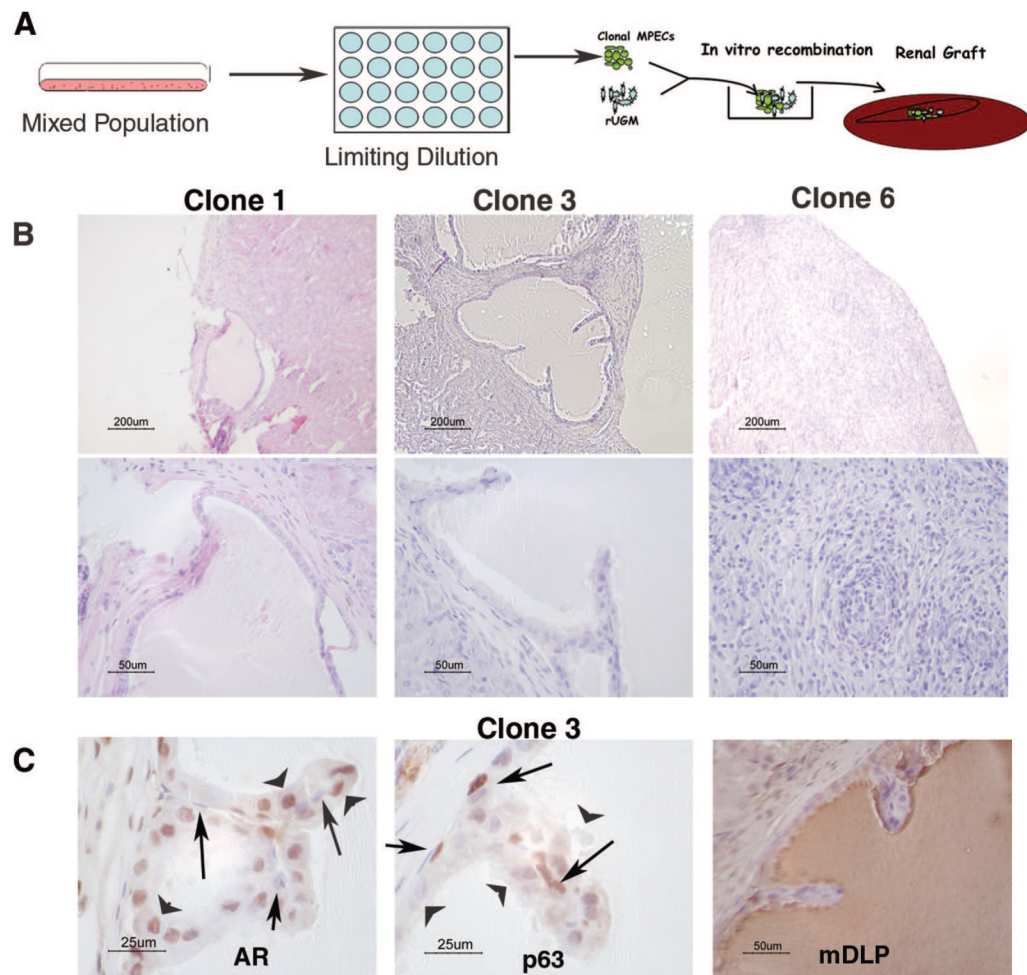 A
Mixed Population
Limiting Dilution
Clonal MPECs
rUGM
In vitro recombination
Renal Graft
B
Clone 1
Clone 3
Clone 6
200um
200um
200um
50um
50um
50um
C
Clone 3
25um
AR
25um
p63
50um
mDLP